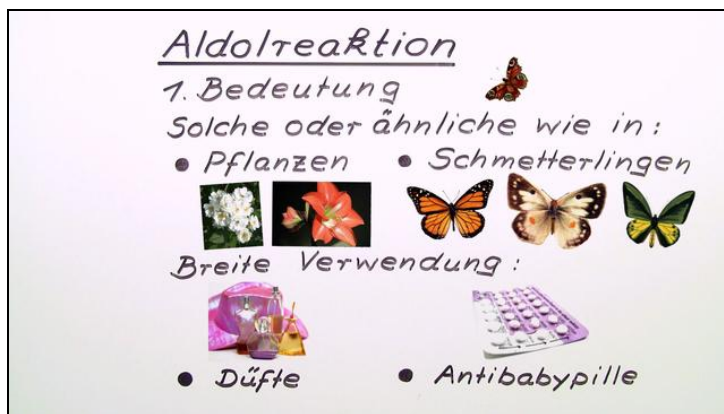 Aldolreaktion
1. Bedeutung
Solche oder ähnliche wie in:
• Pflanzen • Schmetterlingen
Breite Verwendung:
• Düfte • Antibabypille